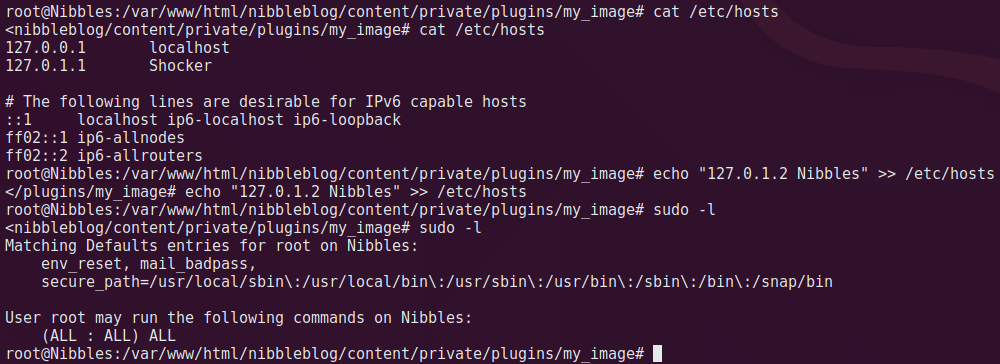 root@Nibbles:/var/www/html/nibbleblog/content/private/plugins/my_image# cat /etc/hosts
<nibbleblog/content/private/plugins/my_image# cat /etc/hosts
127.0.0.1       localhost
127.0.1.1       Shocker

# The following lines are desirable for IPv6 capable hosts
::1     localhost ip6-localhost ip6-loopback
ff02::1 ip6-allnodes
ff02::2 ip6-allrouters
root@Nibbles:/var/www/html/nibbleblog/content/private/plugins/my_image# echo "127.0.1.2 Nibbles" >> /etc/hosts
</plugins/my_image# echo "127.0.1.2 Nibbles" >> /etc/hosts
root@Nibbles:/var/www/html/nibbleblog/content/private/plugins/my_image# sudo -l
<nibbleblog/content/private/plugins/my_image# sudo -l
Matching Defaults entries for root on Nibbles:
    env_reset, mail_badpass,
    secure_path=/usr/local/sbin\:/usr/local/bin\:/usr/sbin\:/usr/bin\:/sbin\:/bin\:/snap/bin

User root may run the following commands on Nibbles:
    (ALL : ALL) ALL
root@Nibbles:/var/www/html/nibbleblog/content/private/plugins/my_image#